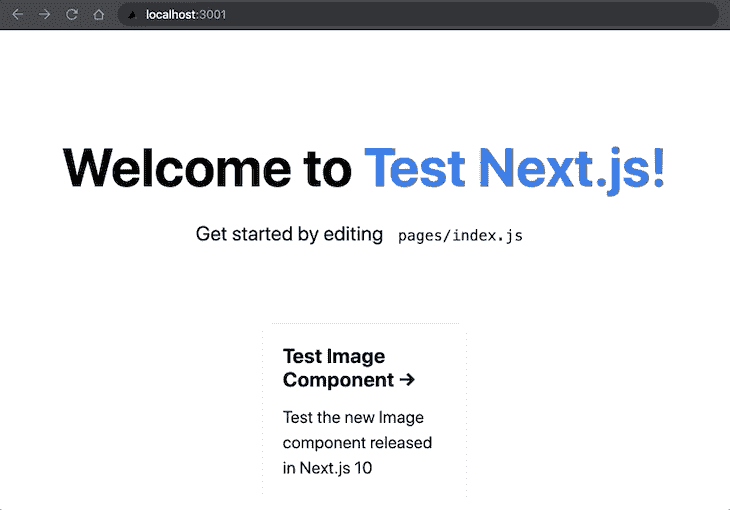 localhost:3001
Welcome to Test Next.js!
Get started by editing pages/index.js
Test Image
Component →
Test the new Image
component released
in Next.js 10